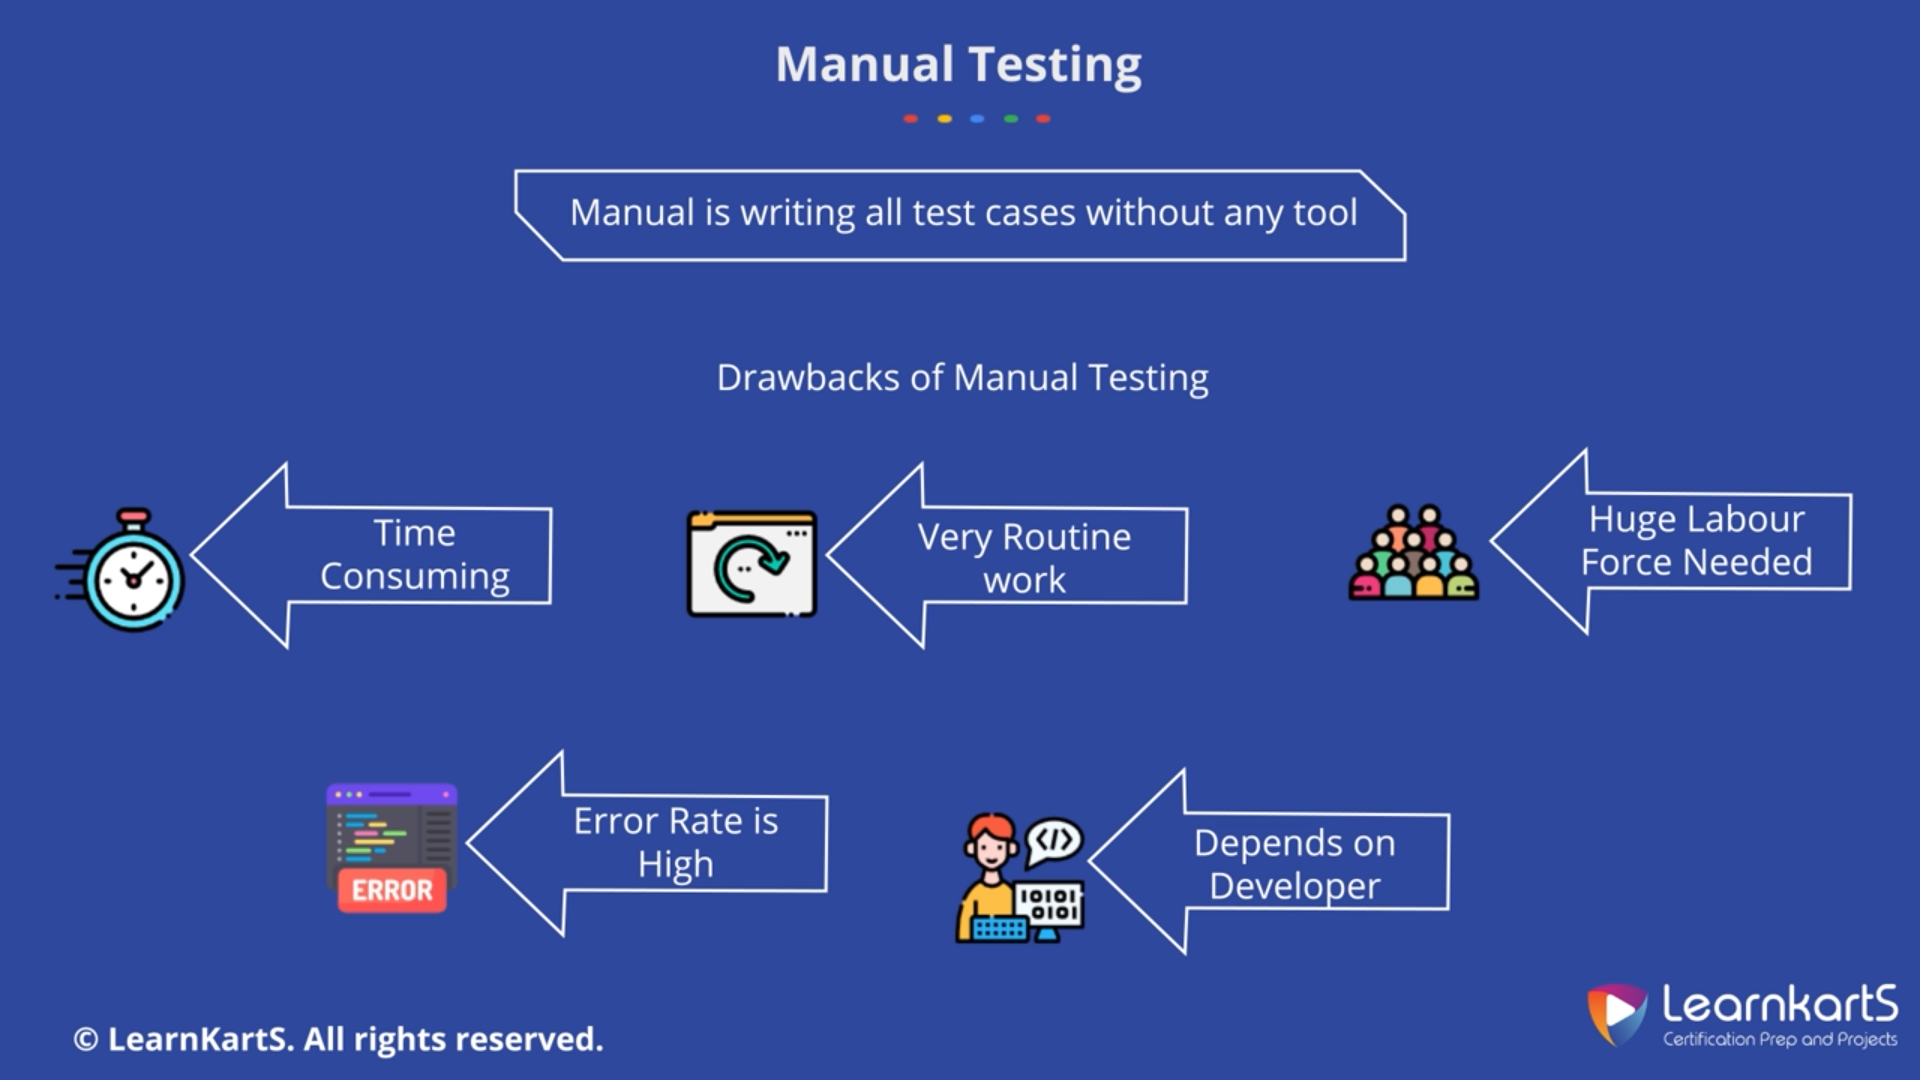 Manual Testing
Manual is writing all test cases without any tool
Drawbacks of Manual Testing
Time
Consuming
Very Routine
work
Huge Labour
Force Needed
Error Rate is
High
ERROR
Depends on
Developer
</>
10101
0101
© LearnKartS. All rights reserved.
LearnkartS
Certification Prep and Projects